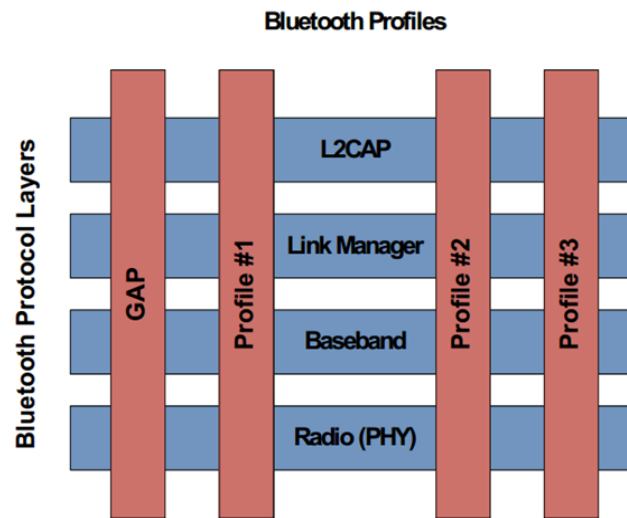 Bluetooth Profiles
Bluetooth Protocol Layers
L2CAP
Link Manager
Baseband
Radio (PHY)
GAP
Profile #1
Profile #2
Profile #3